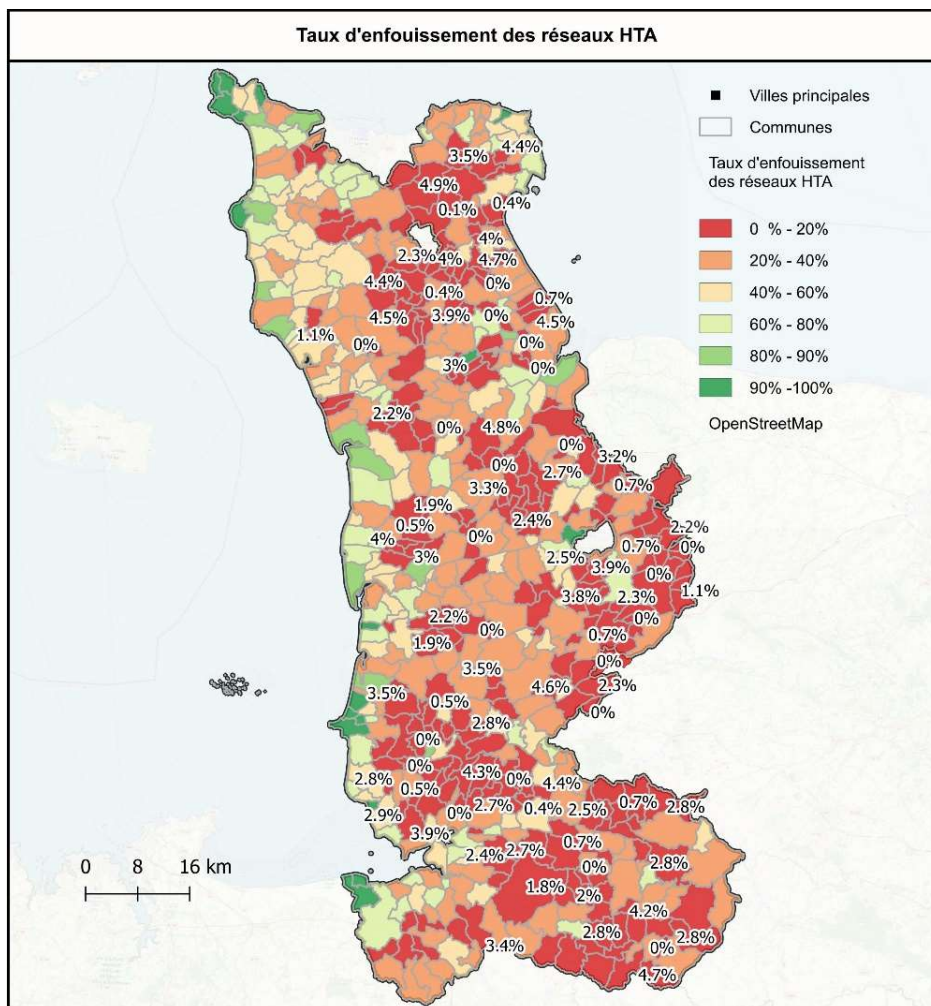 Taux d'enfouissement des réseaux HTA
Villes principales
Communes
Taux d'enfouissement
des réseaux HTA
0 % - 20%
20% - 40%
40% - 60%
60% - 80%
80% - 90%
90% -100%
OpenStreetMap
4.4%
3.5%
4.9%
0.4%
0.1%
4%
2.3% 4% 4.7%
4.4% 0%
0.4%
0.7%
4.5% 3.9% 0% 4.5%
1.1%
0% 0%
3% 0%
2.2%
0% 4.8%
0%
3.2%
0% 2.7%
3.3% 0.7%
1.9%
2.4%
0.5% 2.2%
4% 0% 0.7% 0%
3% 2.5%
3.9% 0%
3.8% 2.3% 1.1%
2.2% 0%
0% 0.7%
1.9%
0%
3.5%
4.6% 2.3%
3.5% 0.5%
0%
2.8%
0%
0%
2.8% 4.3% 0% 4.4%
0.5%
2.7% 0.4% 2.5% 0.7% 2.8%
2.9% 0%
3.9%
2.4% 2.7% 0.7%
0% 2.8%
0 8 16 km
1.8% 2%
4.2%
2.8% 2.8%
3.4% 0%
4.7%